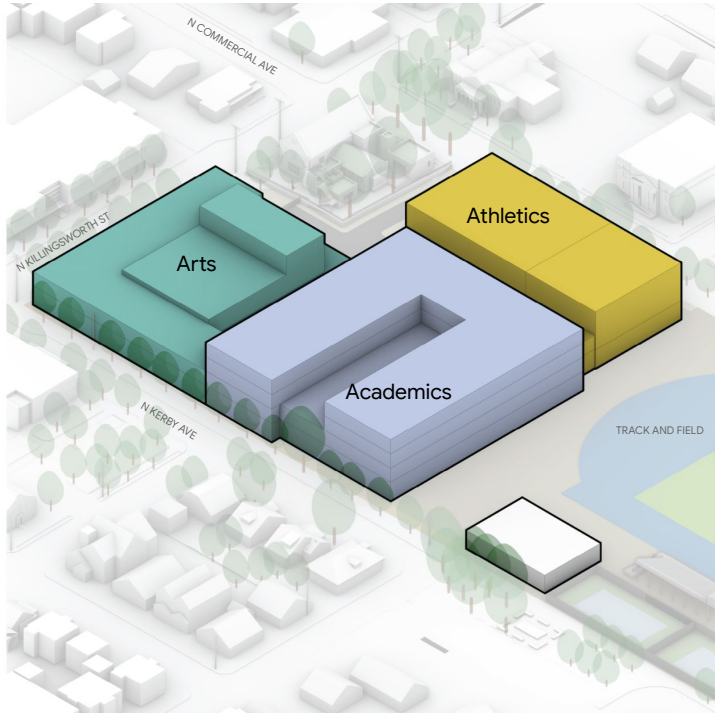 N COMMERCIAL AVE
Athletics
N KILLINGSWORTH ST
Arts
Academics
N KERBY AVE
TRACK AND FIELD